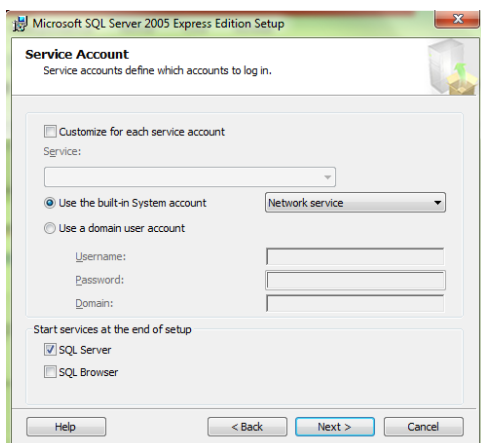 Microsoft SQL Server 2005 Express Edition Setup
Service Account
Service accounts define which accounts to log in.
Customize for each service account
Service:
Use the built-in System account
Network service
Use a domain user account
Username:
Password:
Domain:
Start services at the end of setup
SQL Server
SQL Browser
Help
< Back
Next >
Cancel